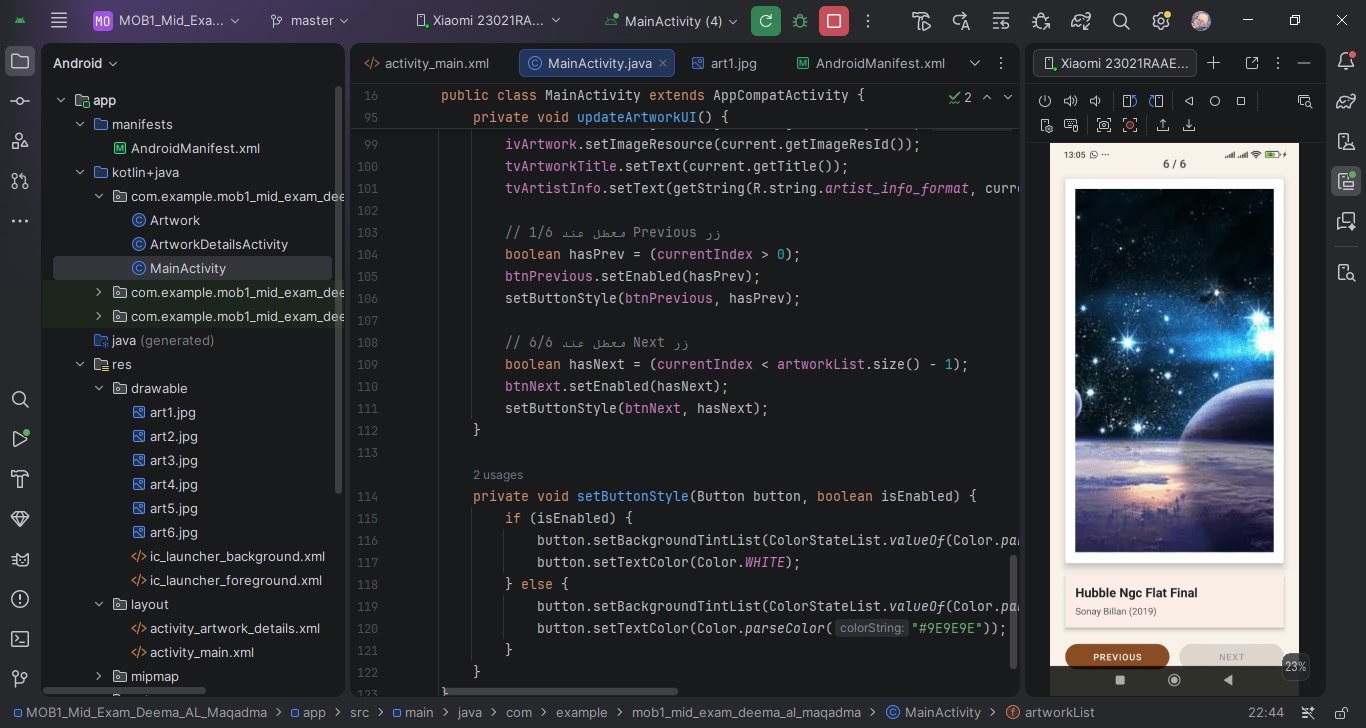 MO MOB1_Mid_Exa... master Xiaomi 23021RA... MainActivity (4)
Android
app
manifests
AndroidManifest.xml
kotlin+java
com.example.mob1_mid_exam_dee
Artwork
ArtworkDetailsActivity
MainActivity
com.example.mob1_mid_exam_dee
com.example.mob1_mid_exam_dee
java (generated)
res
drawable
art1.jpg
art2.jpg
art3.jpg
art4.jpg
art5.jpg
art6.jpg
ic_launcher_background.xml
ic_launcher_foreground.xml
layout
activity_artwork_details.xml
activity_main.xml
mipmap
activity_main.xml MainActivity.java art1.jpg AndroidManifest.xml
2
16 public class MainActivity extends AppCompatActivity {
95 private void updateArtworkUI() {
99 ivArtwork.setImageResource(current.getImageResId());
100 tvArtworkTitle.setText(current.getTitle());
101 tvArtistInfo.setText(getString(R.string.artist_info_format, curre
102
103 // زر Previous معطل عند 1/6
104 boolean hasPrev = (currentIndex > 0);
105 btnPrevious.setEnabled(hasPrev);
106 setButtonStyle(btnPrevious, hasPrev);
107
108 // زر Next معطل عند 6/6
109 boolean hasNext = (currentIndex < artworkList.size() - 1);
110 btnNext.setEnabled(hasNext);
111 setButtonStyle(btnNext, hasNext);
112 }
113
2 usages
114 private void setButtonStyle(Button button, boolean isEnabled) {
115 if (isEnabled) {
116 button.setBackgroundTintList(ColorStateList.valueOf(Color.par
117 button.setTextColor(Color.WHITE);
118 } else {
119 button.setBackgroundTintList(ColorStateList.valueOf(Color.par
120 button.setTextColor(Color.parseColor( colorString: "#9E9E9E"));
121 }
122 }
123 }
Xiaomi 23021RAAE...
13:05
6 / 6
Hubble Ngc Flat Final
Sonay Billan (2019)
PREVIOUS NEXT
23%
MOB1_Mid_Exam_Deema_AL_Maqadma > app > src > main > java > com > example > mob1_mid_exam_deema_al_maqadma > MainActivity > artworkList 22:44